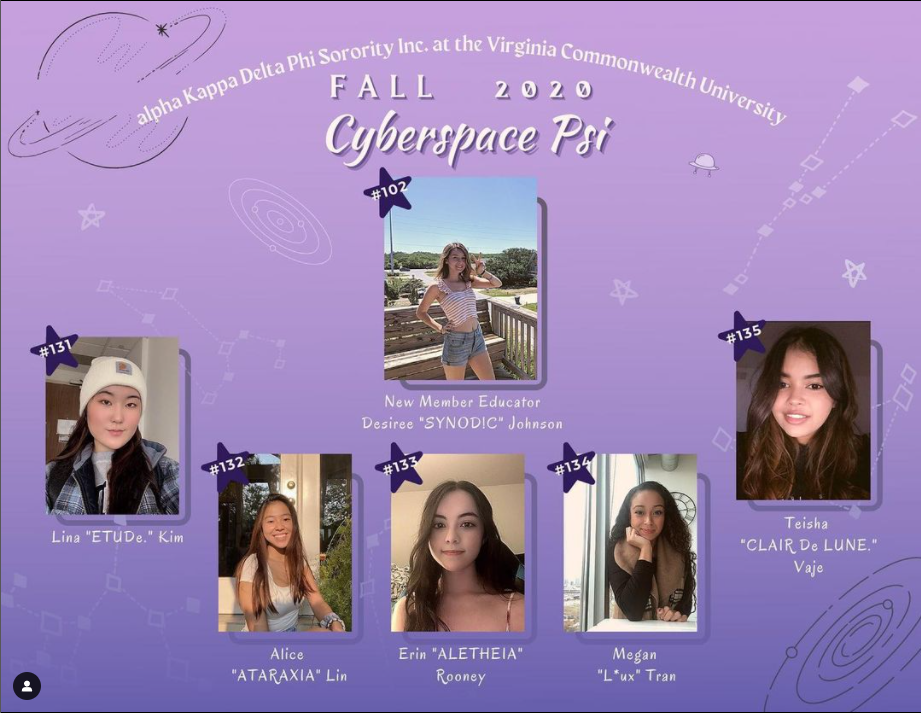 alpha Kappa Delta Phi Sorority Inc. at the Virginia Commonwealth University
FALL 2020
Cyberspace Psi
#102
New Member Educator
Desiree "SYNOD!C" Johnson
#131
Lina "ETUDe." Kim
#132
Alice
"ATARAXIA" Lin
#133
Erin "ALETHEIA"
Rooney
#134
Megan
"L*ux" Tran
#135
Teisha
"CLAIR De LUNE."
Vaje